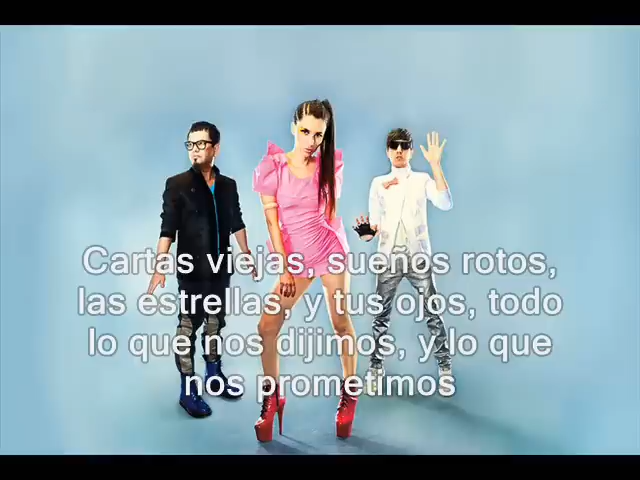 Cartas viejas, sueños rotos,
las estrellas, y tus ojos, todo
lo que nos dijimos, y lo que
nos prometimos